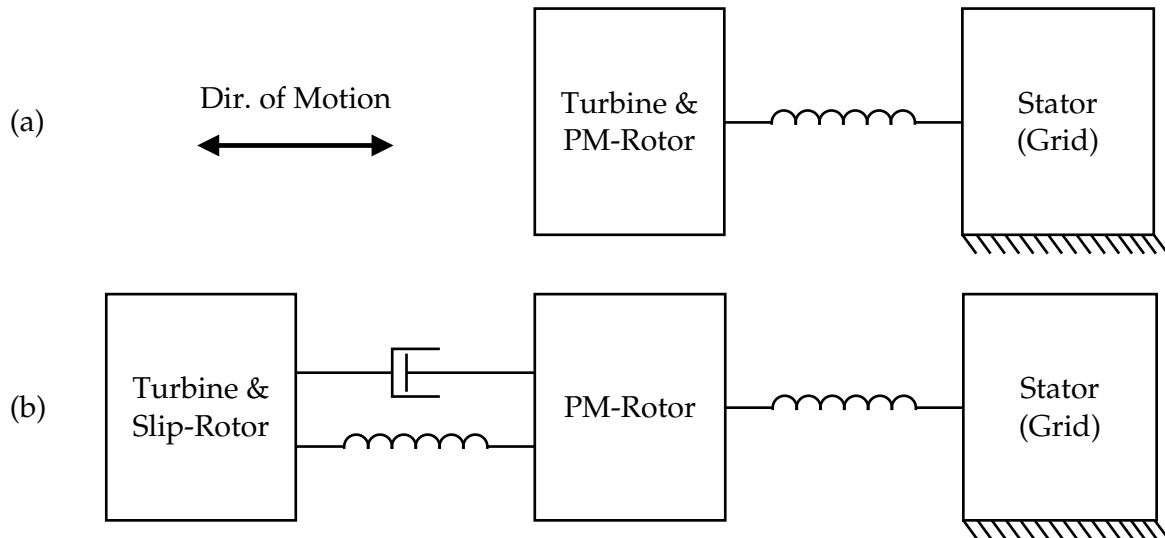 (a)
Dir. of Motion
Turbine &
PM-Rotor
Stator
(Grid)
(b)
Turbine &
Slip-Rotor
PM-Rotor
Stator
(Grid)